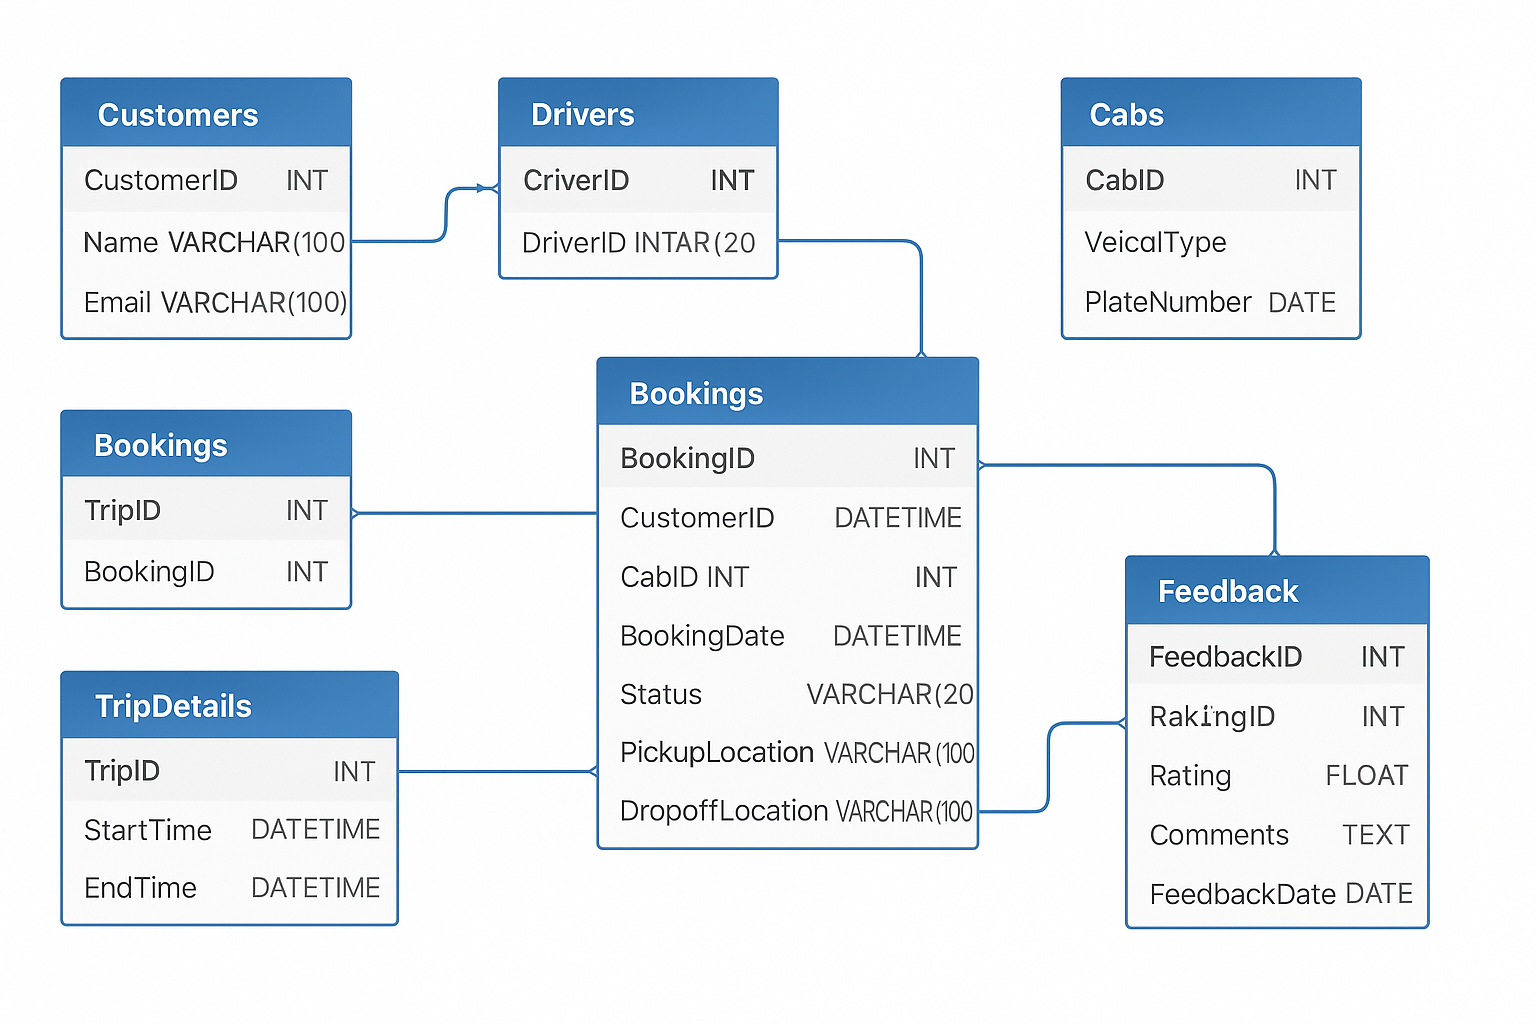 Customers
CustomerID INT
Name VARCHAR(100
Email VARCHAR(100)
Drivers
CriverID INT
DriverID INTAR(20
Cabs
CabID INT
VeicalType
PlateNumber DATE
Bookings
TripID INT
BookingID INT
Bookings
BookingID INT
CustomerID DATETIME
CabID INT INT
BookingDate DATETIME
Status VARCHAR(20
PickupLocation VARCHAR(100
DropoffLocation VARCHAR(100
TripDetails
TripID INT
StartTime DATETIME
EndTime DATETIME
Feedback
FeedbackID INT
RakingID INT
Rating FLOAT
Comments TEXT
FeedbackDate DATE